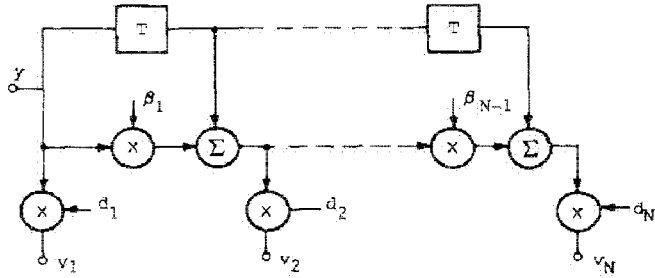 T
T
y
β1
βN-1
×
Σ
×
Σ
×
d1
×
d2
×
dN
v1
v2
vN